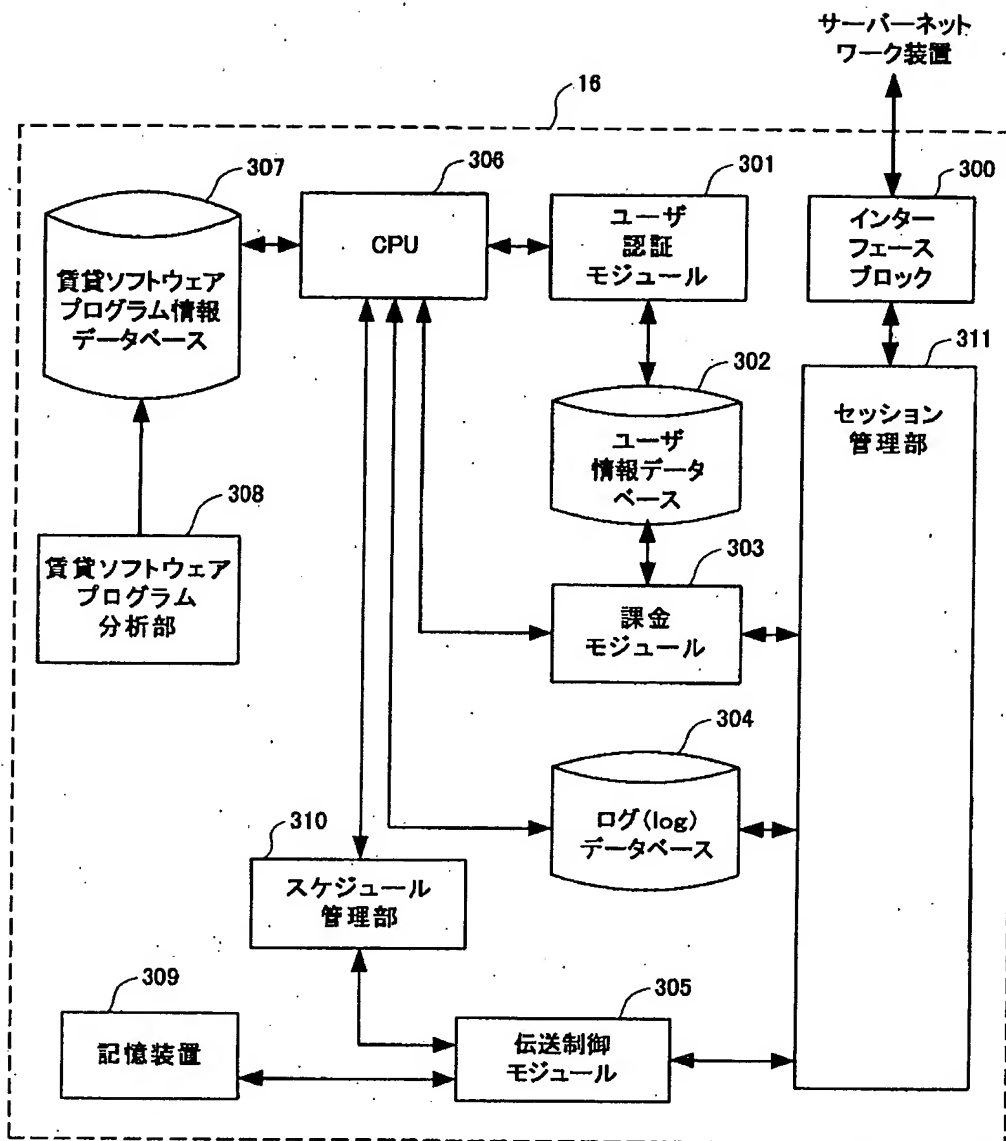 サーバーネット
ワーク装置
16
307
306
301
300
賃貸ソフトウェア
プログラム情報
データベース
CPU
ユーザ
認証
モジュール
インター
フェース
ブロック
311
302
セッション
管理部
ユーザ
情報データ
ベース
308
賃貸ソフトウェア
プログラム
分析部
303
課金
モジュール
304
ログ(log)
データベース
310
スケジュール
管理部
309
記憶装置
305
伝送制御
モジュール